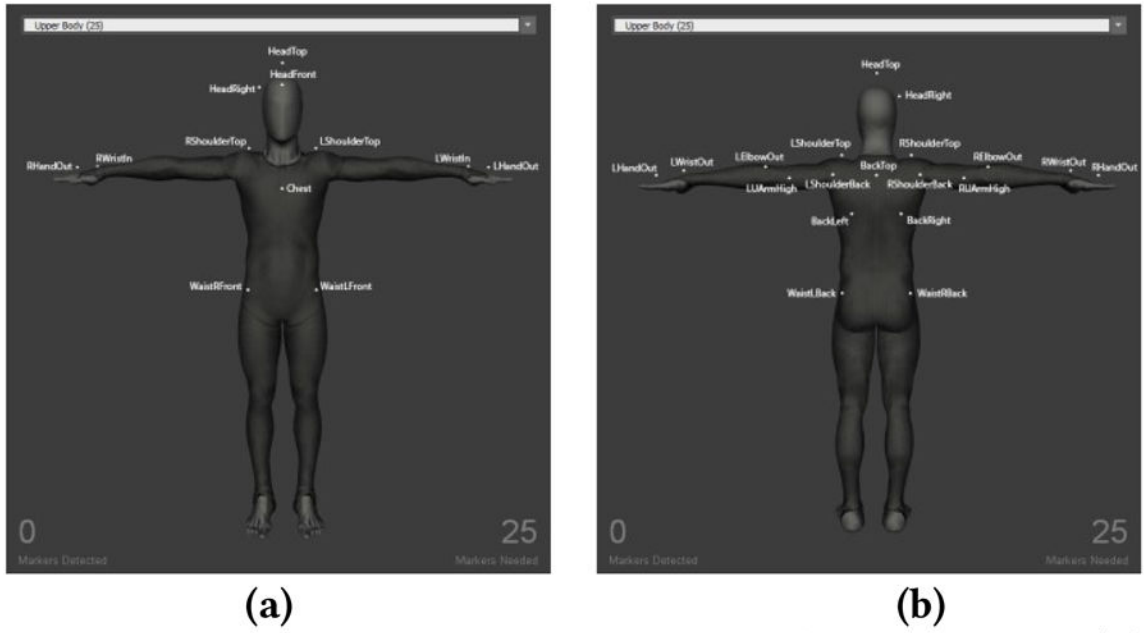 Upper Body (25)
HeadTop
HeadFront
HeadRight
RShoulderTop
LShoulderTop
RHandOut
RWristIn
LWristIn
LHandOut
Chest
WaistRFront
WaistLFront
0
25
Markers Detected
Markers Needed
(a)
Upper Body (25)
HeadTop
HeadRight
LShoulderTop
RShoulderTop
LHandOut
LWristOut
LElbowOut
BackTop
RElbowOut
RWristOut
RHandOut
LUArmHigh
LShoulderBack
RShoulderBack
RUArmHigh
BackLeft
BackRight
WaistLBack
WaistRBack
0
25
Markers Detected
Markers Needed
(b)